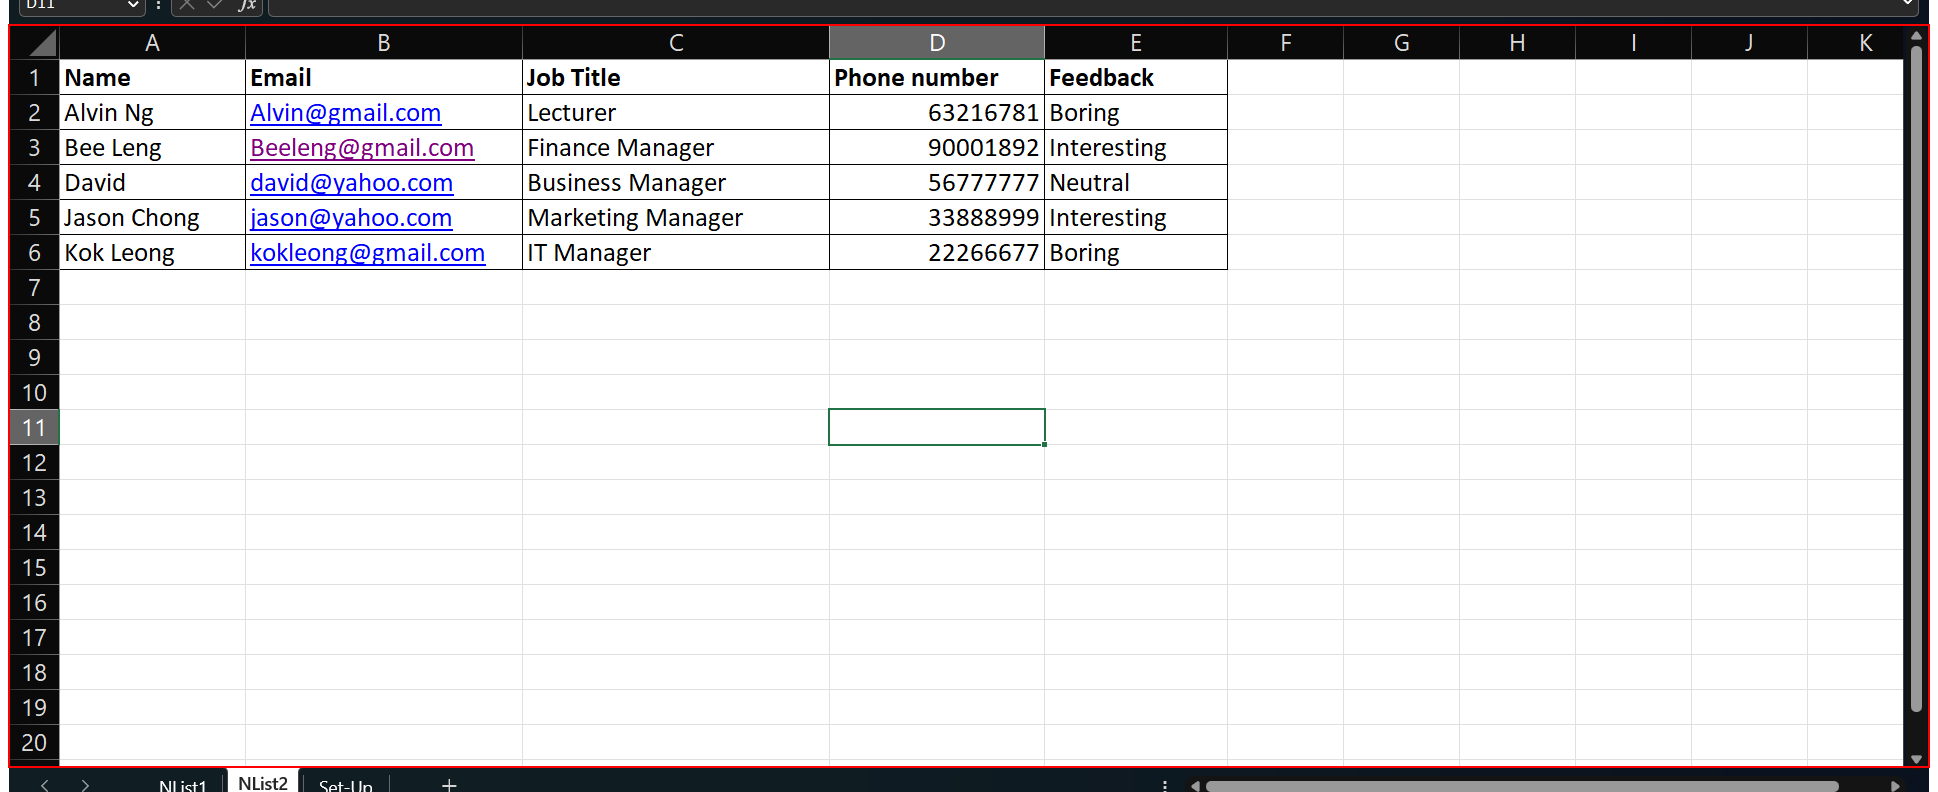 D11 fx
A B C D E F G H I J K
1 Name Email Job Title Phone number Feedback
2 Alvin Ng Alvin@gmail.com Lecturer 63216781 Boring
3 Bee Leng Beeleng@gmail.com Finance Manager 90001892 Interesting
4 David david@yahoo.com Business Manager 56777777 Neutral
5 Jason Chong jason@yahoo.com Marketing Manager 33888999 Interesting
6 Kok Leong kokleong@gmail.com IT Manager 22266677 Boring
7
8
9
10
11
12
13
14
15
16
17
18
19
20
NList1 NList2 Set-Up +